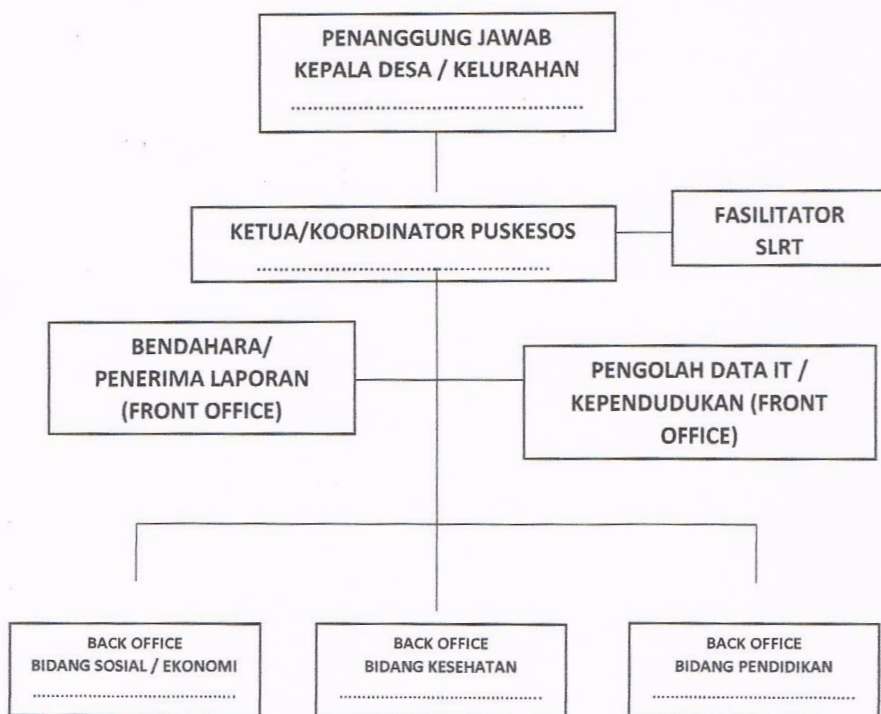 PENANGGUNG JAWAB
KEPALA DESA / KELURAHAN
......................................................
KETUA/KOORDINATOR PUSKESOS
......................................................
FASILITATOR
SLRT
BENDAHARA/
PENERIMA LAPORAN
(FRONT OFFICE)
PENGOLAH DATA IT /
KEPENDUDUKAN (FRONT
OFFICE)
BACK OFFICE
BIDANG SOSIAL / EKONOMI
..............................................
BACK OFFICE
BIDANG KESEHATAN
..............................................
BACK OFFICE
BIDANG PENDIDIKAN
..............................................